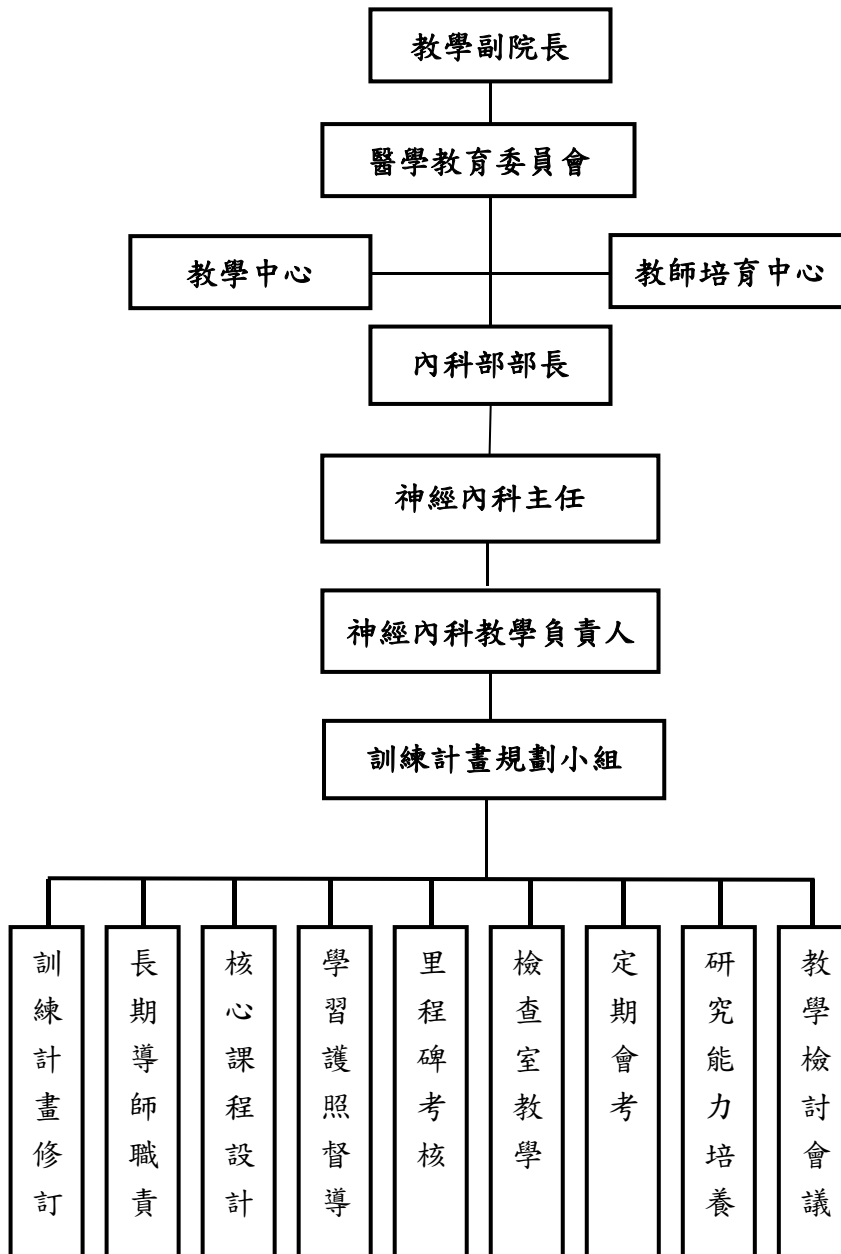 教學副院長
醫學教育委員會
教學中心
教師培育中心
內科部部長
神經內科主任
神經內科教學負責人
訓練計畫規劃小組
訓練計畫修訂
長期導師職責
核心課程設計
學習護照督導
里程碑考核
檢查室教學
定期會考
研究能力培養
教學檢討會議